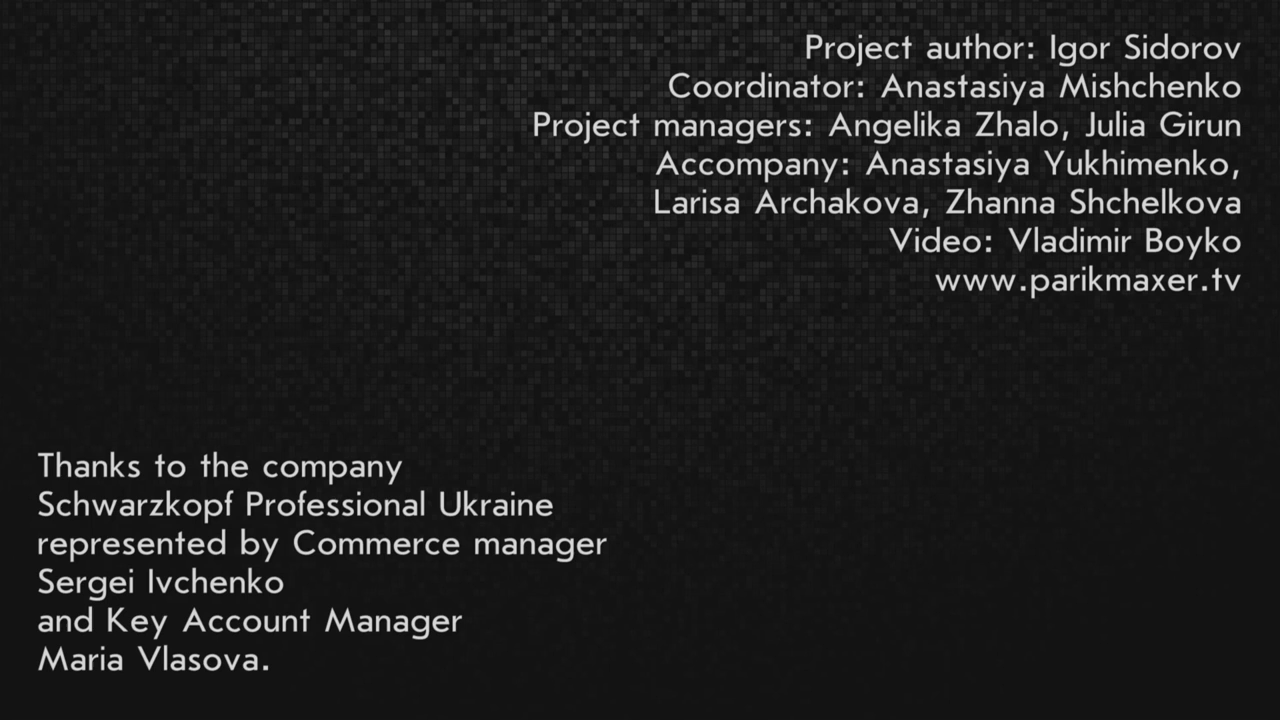 Project author: Igor Sidorov
Coordinator: Anastasiya Mishchenko
Project managers: Angelika Zhalo, Julia Girun
Accompany: Anastasiya Yukhimenko,
Larisa Archakova, Zhanna Shchelkova
Video: Vladimir Boyko
www.parikmaxer.tv
Thanks to the company
Schwarzkopf Professional Ukraine
represented by Commerce manager
Sergei Ivchenko
and Key Account Manager
Maria Vlasova.